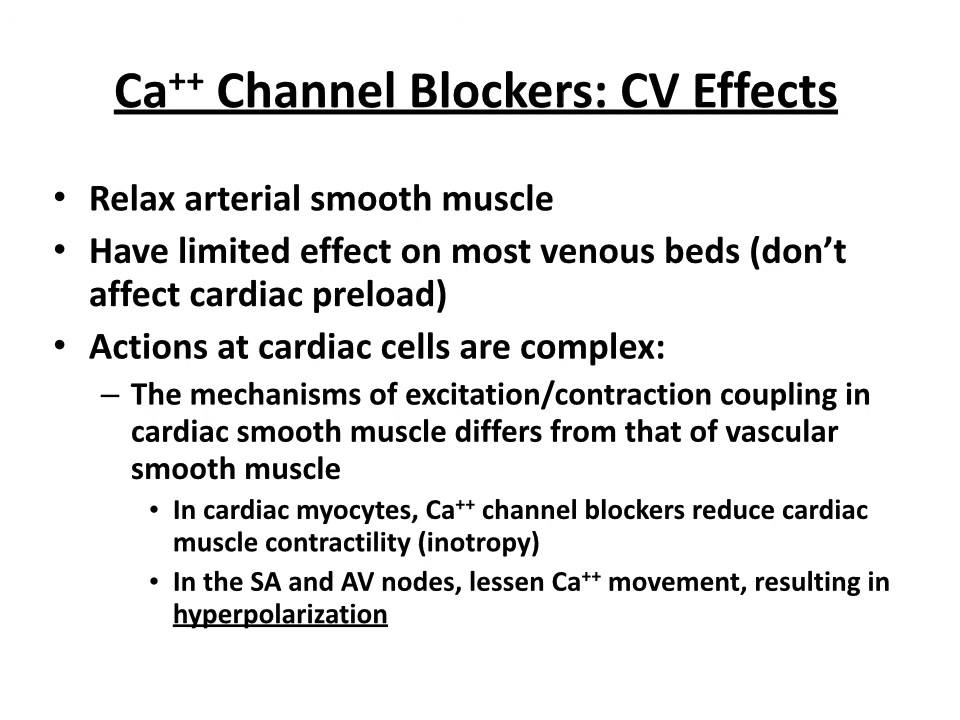 Ca⁺⁺ Channel Blockers: CV Effects
• Relax arterial smooth muscle
• Have limited effect on most venous beds (don’t
affect cardiac preload)
• Actions at cardiac cells are complex:
– The mechanisms of excitation/contraction coupling in
cardiac smooth muscle differs from that of vascular
smooth muscle
• In cardiac myocytes, Ca⁺⁺ channel blockers reduce cardiac
muscle contractility (inotropy)
• In the SA and AV nodes, lessen Ca⁺⁺ movement, resulting in
hyperpolarization